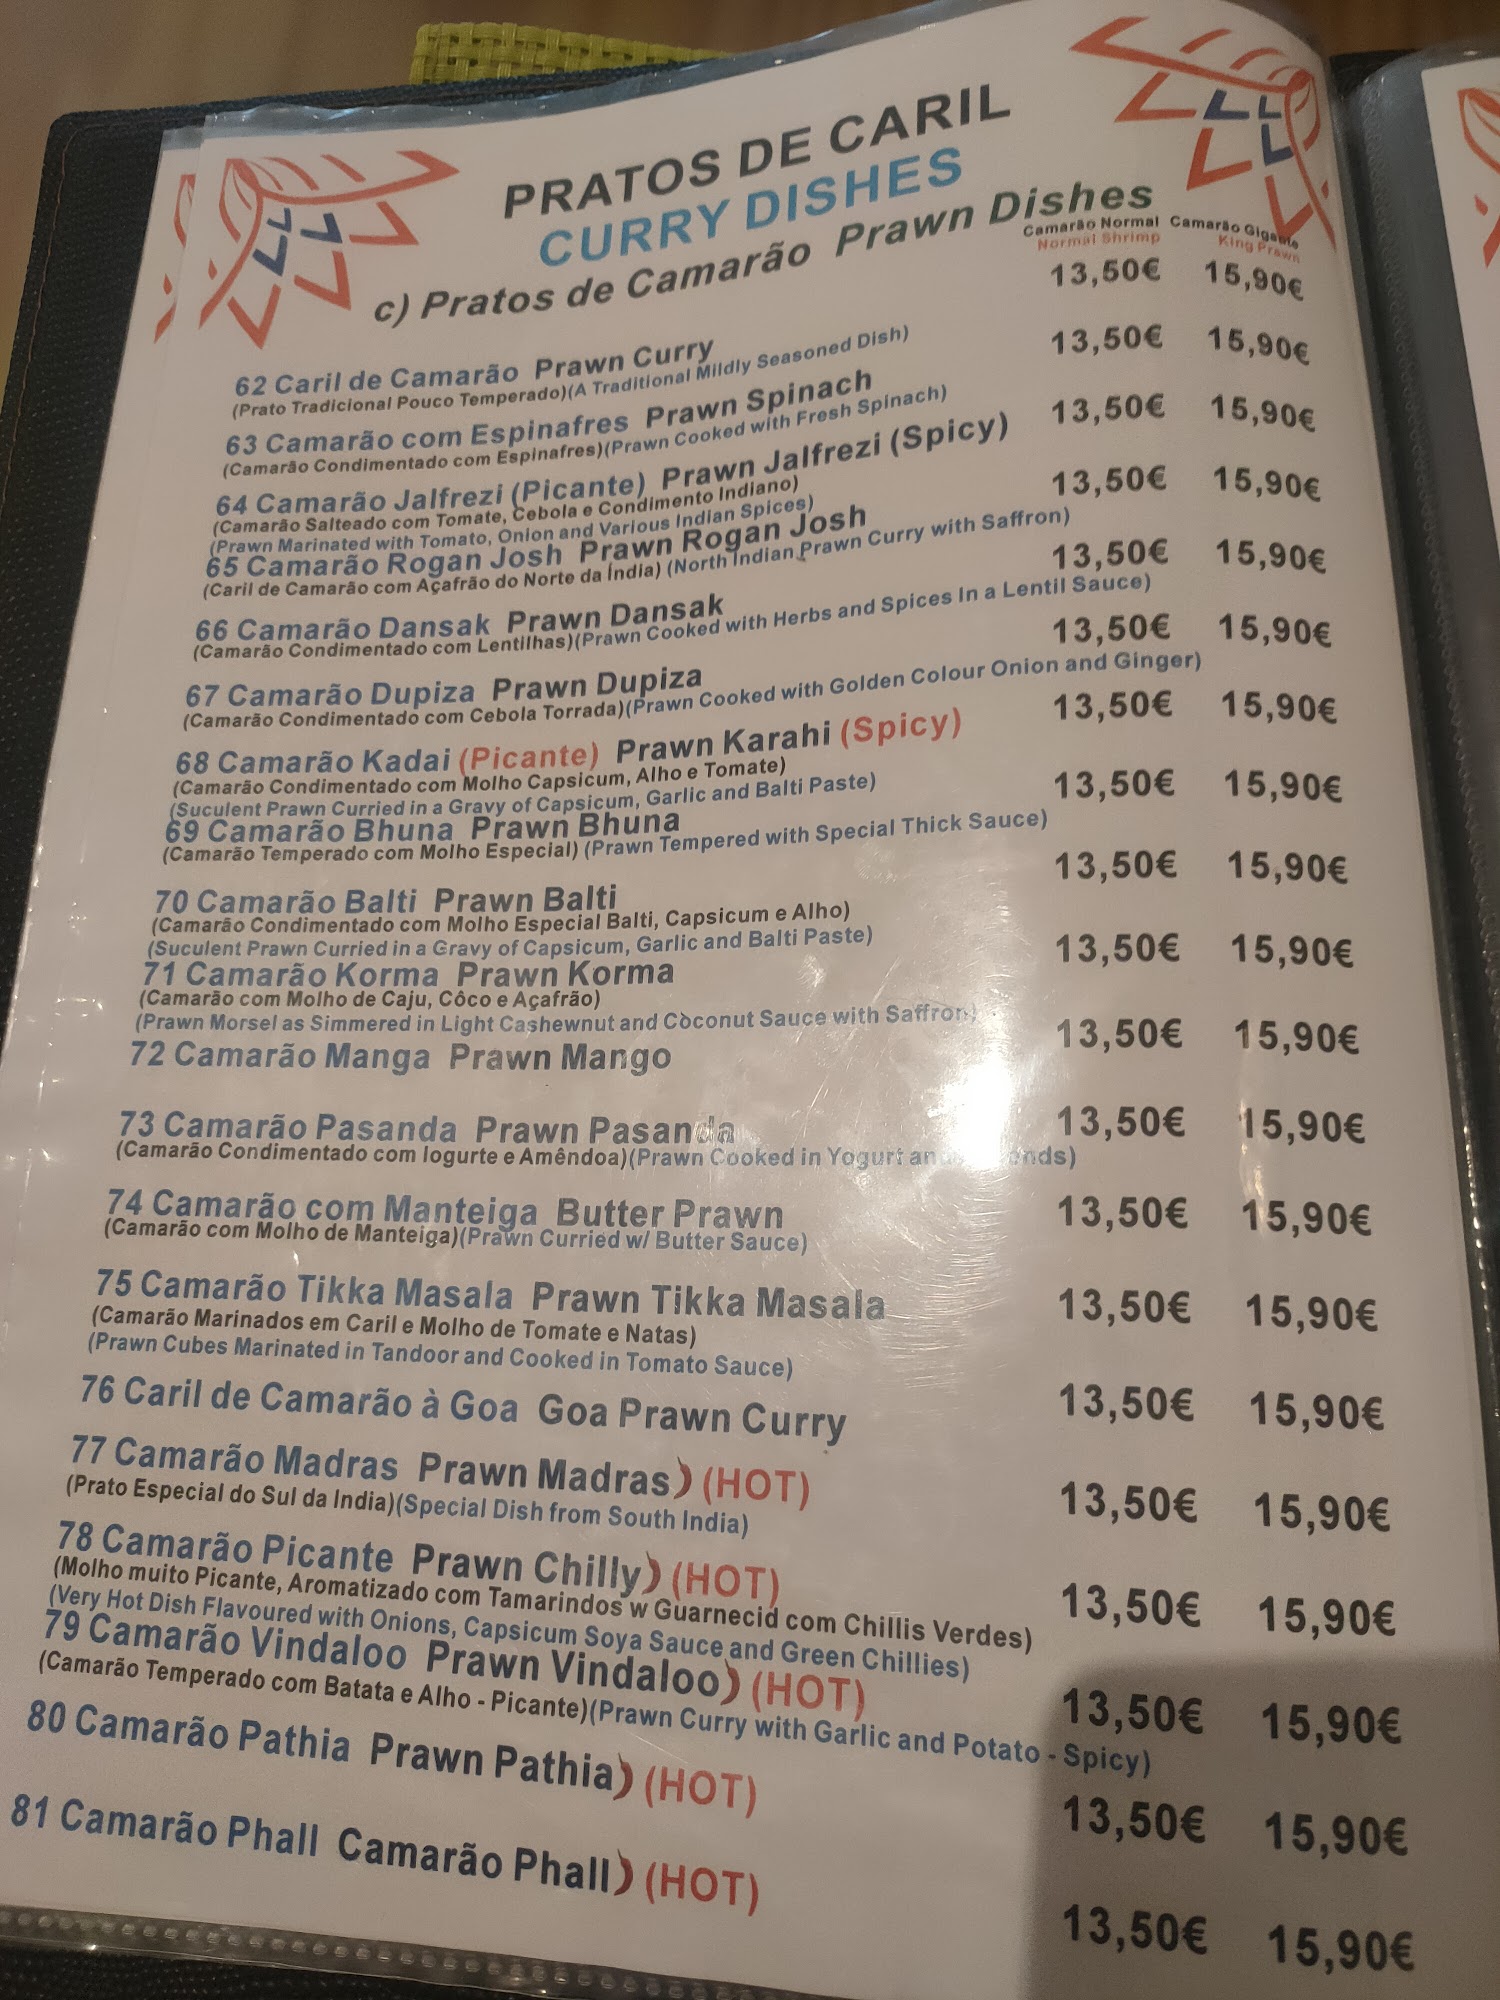 PRATOS DE CARIL
CURRY DISHES
c) Pratos de Camarão Prawn Dishes
Camarão Normal Camarão Gigante
Normal Shrimp King Prawn
13,50€ 15,90€
62 Caril de Camarão Prawn Curry
(Prato Tradicional Pouco Temperado)(A Traditional Mildly Seasoned Dish)
13,50€ 15,90€
63 Camarão com Espinafres Prawn Spinach
(Camarão Condimentado com Espinafres)(Prawn Cooked with Fresh Spinach)
13,50€ 15,90€
64 Camarão Jalfrezi (Picante) Prawn Jalfrezi (Spicy)
(Camarão Salteado com Tomate, Cebola e Condimento Indiano)
(Prawn Marinated with Tomato, Onion and Various Indian Spices)
13,50€ 15,90€
65 Camarão Rogan Josh Prawn Rogan Josh
(Caril de Camarão com Açafrão do Norte da Índia) (North Indian Prawn Curry with Saffron)
13,50€ 15,90€
66 Camarão Dansak Prawn Dansak
(Camarão Condimentado com Lentilhas)(Prawn Cooked with Herbs and Spices In a Lentil Sauce)
13,50€ 15,90€
67 Camarão Dupiza Prawn Dupiza
(Camarão Condimentado com Cebola Torrada)(Prawn Cooked with Golden Colour Onion and Ginger)
13,50€ 15,90€
68 Camarão Kadai (Picante) Prawn Karahi (Spicy)
(Camarão Condimentado com Molho Capsicum, Alho e Tomate)
(Suculent Prawn Curried in a Gravy of Capsicum, Garlic and Balti Paste)
13,50€ 15,90€
69 Camarão Bhuna Prawn Bhuna
(Camarão Temperado com Molho Especial) (Prawn Tempered with Special Thick Sauce)
13,50€ 15,90€
70 Camarão Balti Prawn Balti
(Camarão Condimentado com Molho Especial Balti, Capsicum e Alho)
(Suculent Prawn Curried in a Gravy of Capsicum, Garlic and Balti Paste)
13,50€ 15,90€
71 Camarão Korma Prawn Korma
(Camarão com Molho de Caju, Côco e Açafrão)
(Prawn Morsel as Simmered in Light Cashewnut and Coconut Sauce with Saffron)
13,50€ 15,90€
72 Camarão Manga Prawn Mango
13,50€ 15,90€
73 Camarão Pasanda Prawn Pasanda
(Camarão Condimentado com Iogurte e Amêndoa)(Prawn Cooked in Yogurt
13,50€ 15,90€
74 Camarão com Manteiga Butter Prawn
(Camarão com Molho de Manteiga)(Prawn Curried w/ Butter Sauce)
13,50€ 15,90€
75 Camarão Tikka Masala Prawn Tikka Masala
(Camarão Marinados em Caril e Molho de Tomate e Natas)
(Prawn Cubes Marinated in Tandoor and Cooked in Tomato Sauce)
13,50€ 15,90€
76 Caril de Camarão à Goa Goa Prawn Curry
13,50€ 15,90€
77 Camarão Madras Prawn Madras (HOT)
(Prato Especial do Sul da India)(Special Dish from South India)
13,50€ 15,90€
78 Camarão Picante Prawn Chilly (HOT)
(Molho muito Picante, Aromatizado com Tamarindos w Guarnecid com Chillis Verdes)
(Very Hot Dish Flavoured with Onions, Capsicum Soya Sauce and Green Chillies)
13,50€ 15,90€
79 Camarão Vindaloo Prawn Vindaloo (HOT)
(Camarão Temperado com Batata e Alho - Picante)(Prawn Curry with Garlic and Potato - Spicy)
13,50€ 15,90€
80 Camarão Pathia Prawn Pathia (HOT)
13,50€ 15,90€
81 Camarão Phall Camarão Phall (HOT)
13,50€ 15,90€